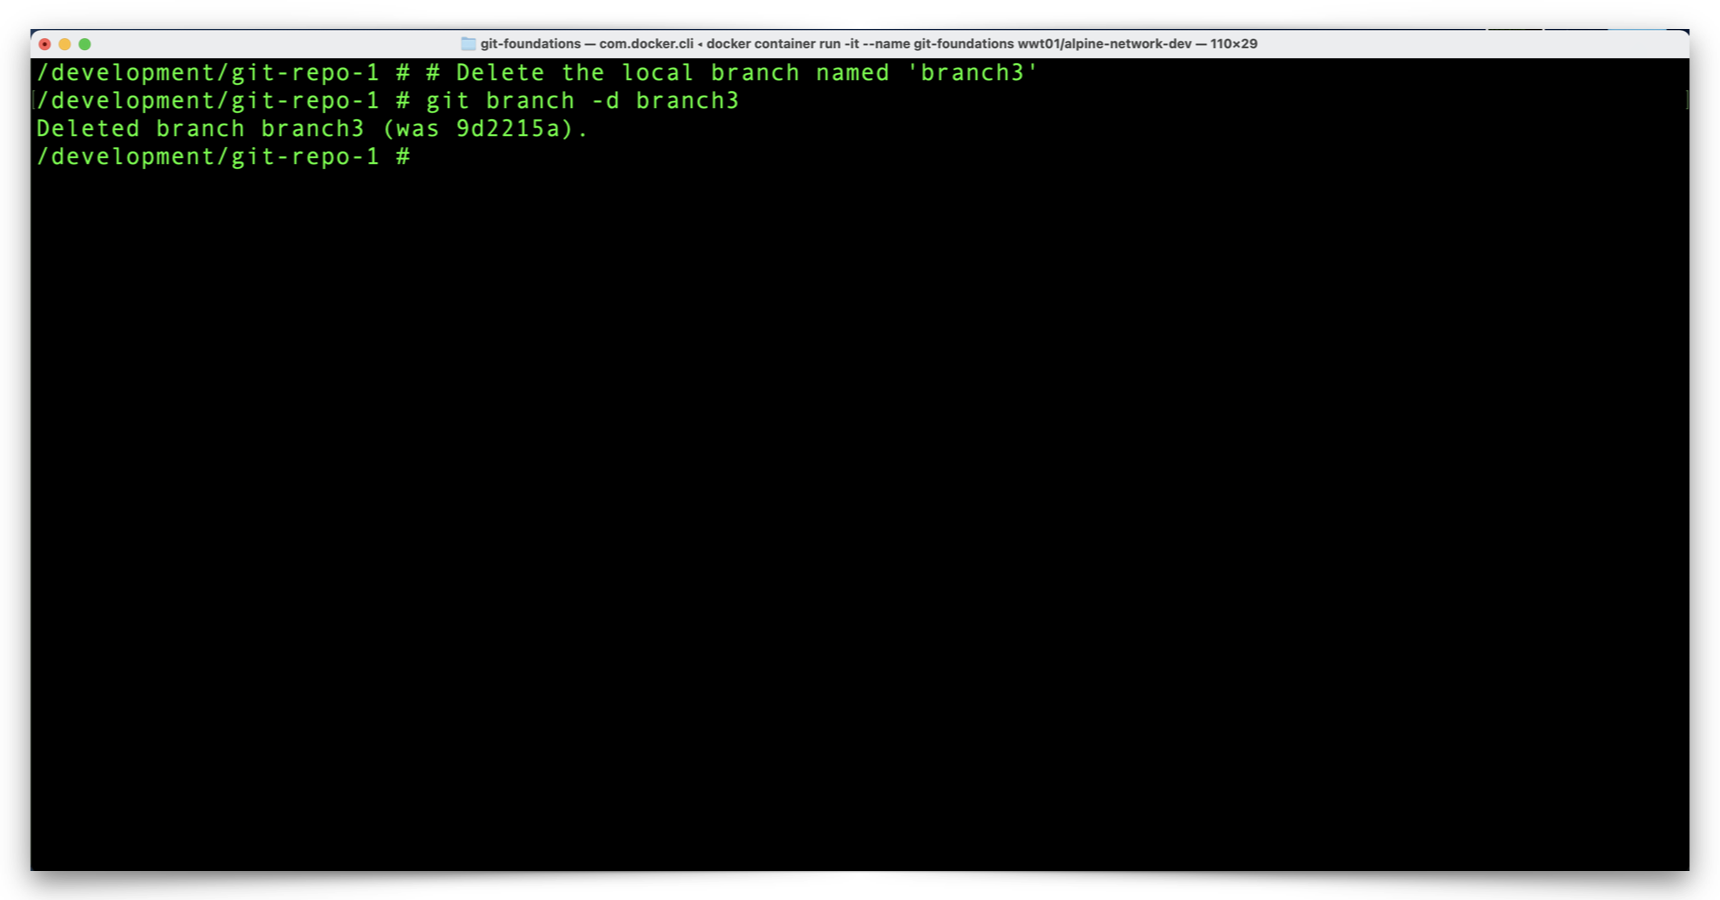 git-foundations — com.docker.cli ◂ docker container run -it --name git-foundations wwt01/alpine-network-dev — 110×29
/development/git-repo-1 # # Delete the local branch named 'branch3'
/development/git-repo-1 # git branch -d branch3
Deleted branch branch3 (was 9d2215a).
/development/git-repo-1 #